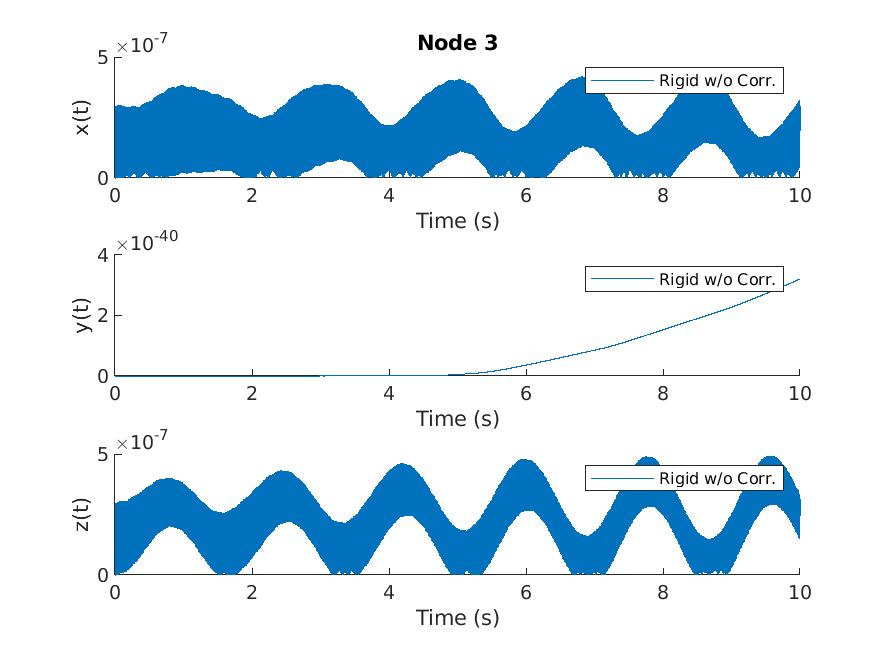 Node 3
×10-7
5
0
x(t)
Rigid w/o Corr.
0 2 4 6 8 10
Time (s)
×10-40
4
2
0
y(t)
Rigid w/o Corr.
0 2 4 6 8 10
Time (s)
×10-7
5
0
z(t)
Rigid w/o Corr.
0 2 4 6 8 10
Time (s)